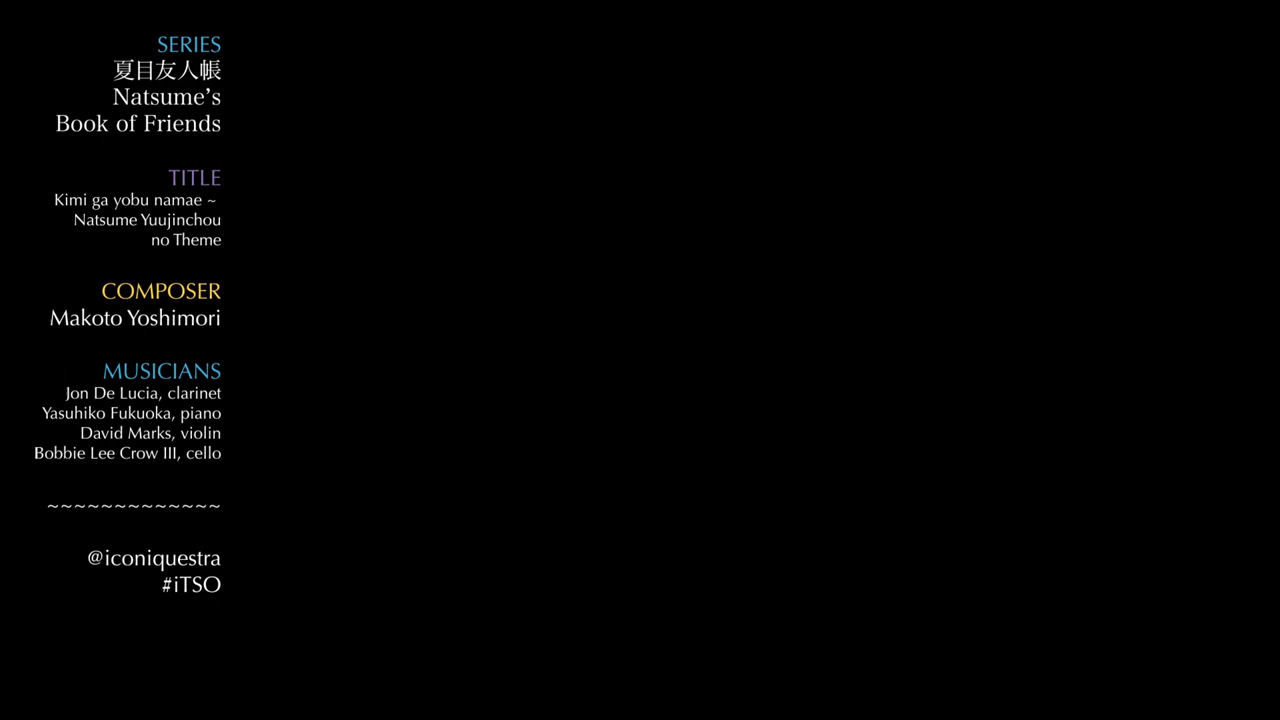 SERIES
夏目友人帳
Natsume’s
Book of Friends
TITLE
Kimi ga yobu namae ~
Natsume Yuujinchou
no Theme
COMPOSER
Makoto Yoshimori
MUSICIANS
Jon De Lucia, clarinet
Yasuhiko Fukuoka, piano
David Marks, violin
Bobbie Lee Crow III, cello
~~~~~~~~~~~~~
@iconiquestra
#iTSO